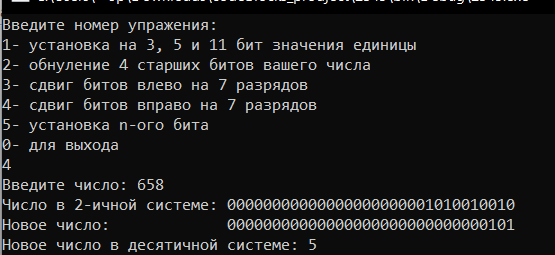 Введите номер упражения:
1- установка на 3, 5 и 11 бит значения единицы
2- обнуление 4 старших битов вашего числа
3- сдвиг битов влево на 7 разрядов
4- сдвиг битов вправо на 7 разрядов
5- установка n-ого бита
0- для выхода
4
Введите число: 658
Число в 2-ичной системе: 00000000000000000000001010010010
Новое число: 00000000000000000000000000000101
Новое число в десятичной системе: 5